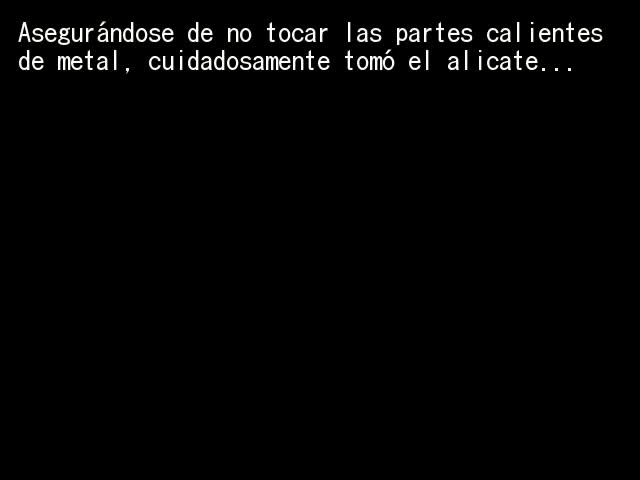 Asegurándose de no tocar las partes calientes
de metal, cuidadosamente tomó el alicate...